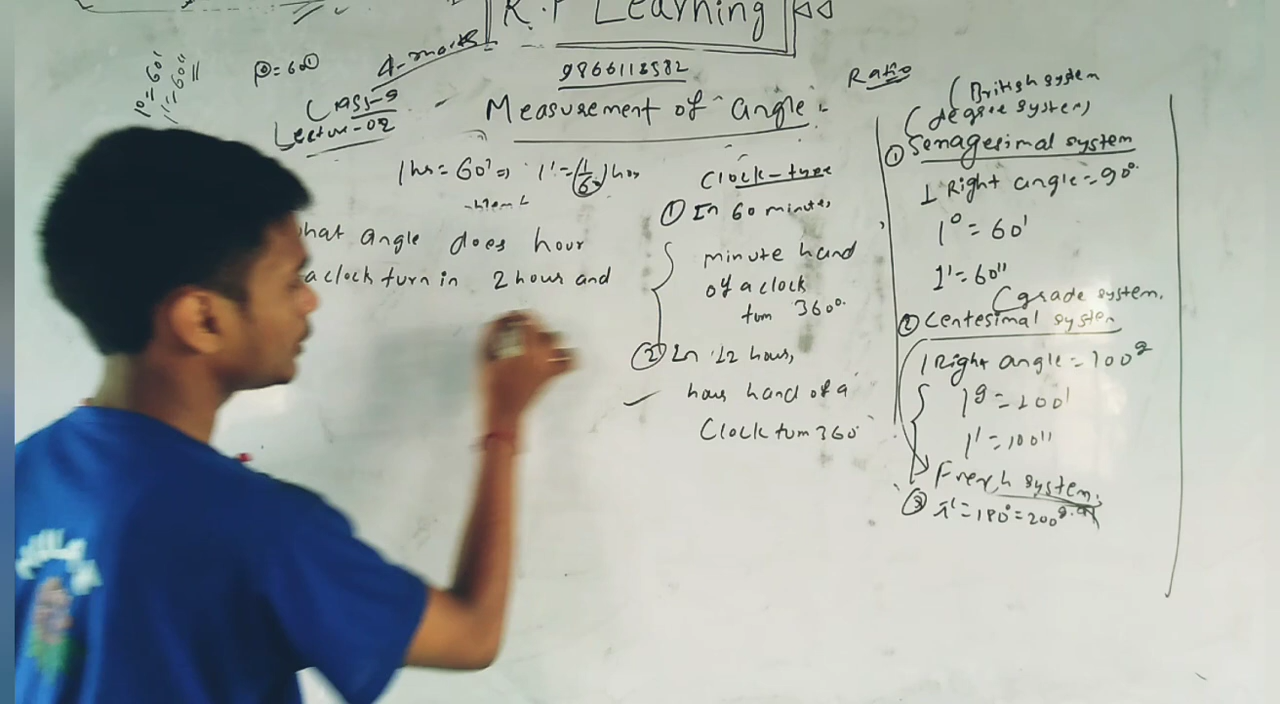 R.P Learning
9866118582
4-marks
Class-9
Lecture-02
1° = 60'
1' = 60"
Measurement of angle :-
1 hrs = 60' => 1' = (1/60) hrs
hat angle does hour
a clock turn in 2 hours and
Clock-type
① In 60 minutes
minute hand
of a clock
turn 360°.
② In 12 hours,
hour hand of a
Clock turn 360
Ratio
(British system
(degree system)
① Senagesimal system
1 Right angle = 90°.
1° = 60'
1' = 60"
(grade system.
② Centesimal system
1 Right angle = 100g
1g = 100'
1' = 100"
French system.
③ π^c = 180° = 200g